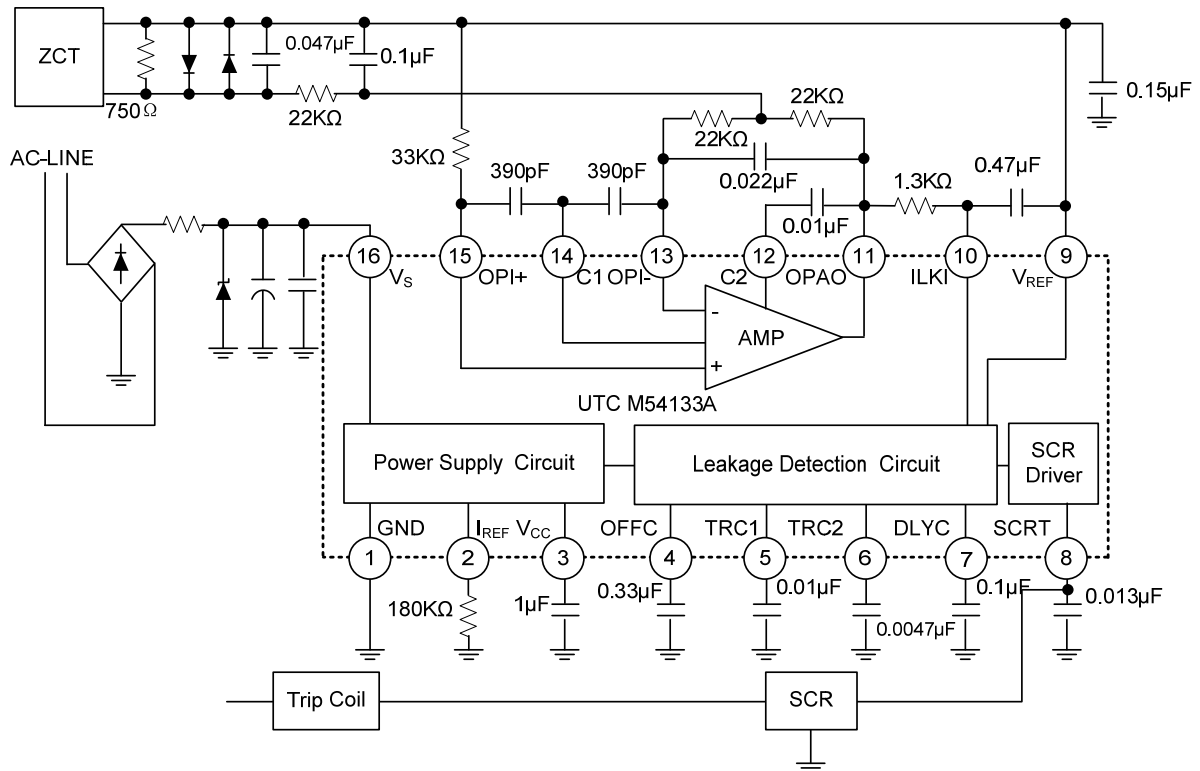 ZCT
750Ω
0.047µF
0.1µF
22KΩ
0.15µF
22KΩ
22KΩ
AC-LINE
33KΩ
390pF
390pF
0.022µF
0.01µF
1.3KΩ
0.47µF
16
15
14
13
12
11
10
9
VS
OPI+
C1
OPI-
C2
OPAO
ILKI
VREF
-
AMP
+
UTC M54133A
Power Supply Circuit
Leakage Detection Circuit
SCR
Driver
GND
IREF
VCC
OFFC
TRC1
TRC2
DLYC
SCRT
1
2
3
4
5
6
7
8
180KΩ
1µF
0.33µF
0.01µF
0.0047µF
0.1µF
0.013µF
Trip Coil
SCR